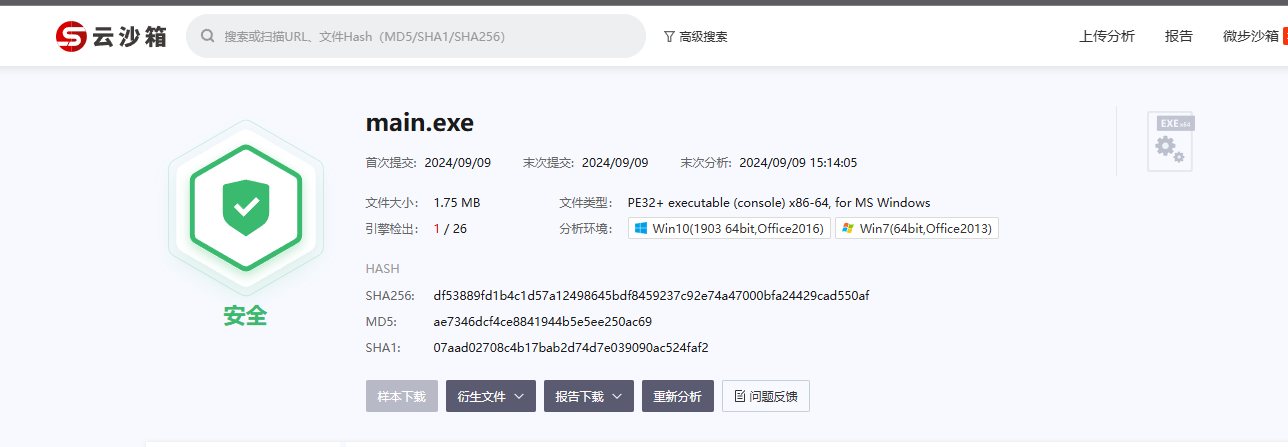 云沙箱 搜索或扫描URL、文件Hash（MD5/SHA1/SHA256） 高级搜索 上传分析 报告 微步沙箱
main.exe
EXE x64
首次提交: 2024/09/09 末次提交: 2024/09/09 末次分析: 2024/09/09 15:14:05
文件大小: 1.75 MB 文件类型: PE32+ executable (console) x86-64, for MS Windows
引擎检出: 1 / 26 分析环境: Win10(1903 64bit,Office2016) Win7(64bit,Office2013)
HASH
SHA256: df53889fd1b4c1d57a12498645bdf8459237c92e74a47000bfa24429cad550af
安全
MD5: ae7346dcf4ce8841944b5e5ee250ac69
SHA1: 07aad02708c4b17bab2d74d7e039090ac524faf2
样本下载 衍生文件 报告下载 重新分析 问题反馈